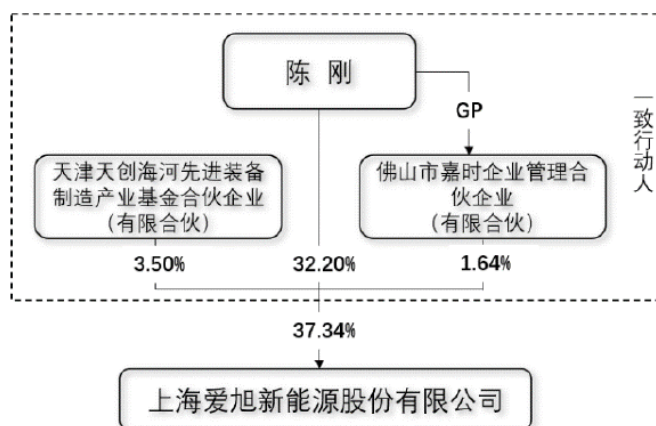 陈 刚
GP
一致行动人
天津天创海河先进装备
制造产业基金合伙企业
（有限合伙）
佛山市嘉时企业管理合
伙企业
（有限合伙）
3.50%
32.20%
1.64%
37.34%
上海爱旭新能源股份有限公司